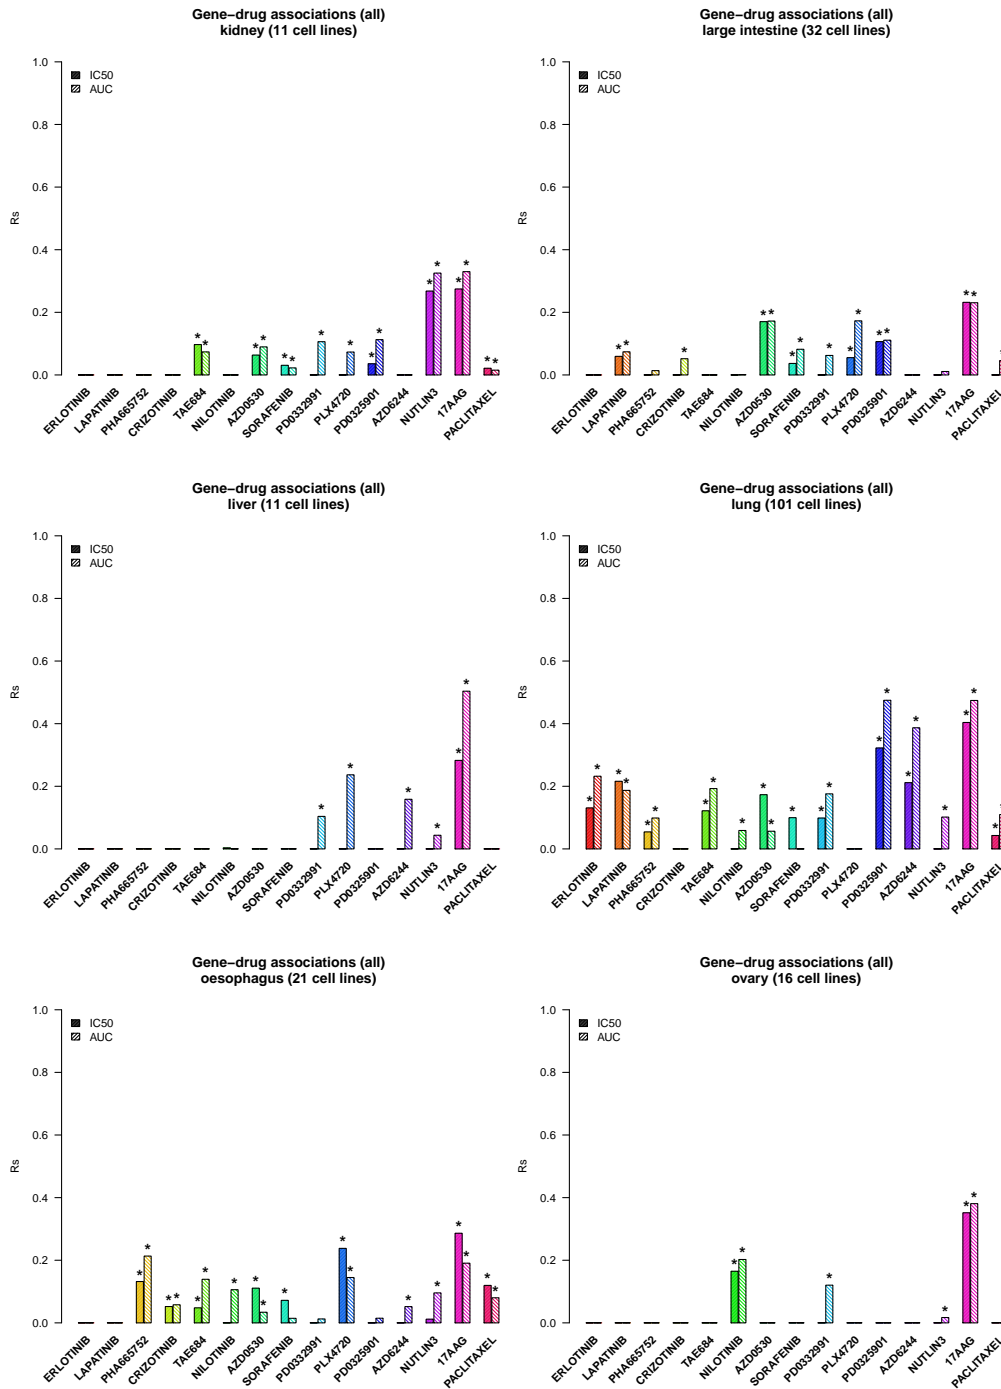 Gene−drug associations (all)
kidney (11 cell lines)
1.0
0.8
0.6
0.4
0.2
0.0
Rs
IC50
AUC
* * * * * * * * * * * * * * * *
ERLOTINIB
LAPATINIB
PHA665752
CRIZOTINIB
TAE684
NILOTINIB
AZD0530
SORAFENIB
PD0332991
PLX4720
PD0325901
AZD6244
NUTLIN3
17AAG
PACLITAXEL
Gene−drug associations (all)
large intestine (32 cell lines)
1.0
0.8
0.6
0.4
0.2
0.0
Rs
IC50
AUC
* * * * * * * * * * * * * * * *
ERLOTINIB
LAPATINIB
PHA665752
CRIZOTINIB
TAE684
NILOTINIB
AZD0530
SORAFENIB
PD0332991
PLX4720
PD0325901
AZD6244
NUTLIN3
17AAG
PACLITAXEL
Gene−drug associations (all)
liver (11 cell lines)
1.0
0.8
0.6
0.4
0.2
0.0
Rs
IC50
AUC
* * * * * *
ERLOTINIB
LAPATINIB
PHA665752
CRIZOTINIB
TAE684
NILOTINIB
AZD0530
SORAFENIB
PD0332991
PLX4720
PD0325901
AZD6244
NUTLIN3
17AAG
PACLITAXEL
Gene−drug associations (all)
lung (101 cell lines)
1.0
0.8
0.6
0.4
0.2
0.0
Rs
IC50
AUC
* * * * * * * * * * * * * * * * * * * * * * *
ERLOTINIB
LAPATINIB
PHA665752
CRIZOTINIB
TAE684
NILOTINIB
AZD0530
SORAFENIB
PD0332991
PLX4720
PD0325901
AZD6244
NUTLIN3
17AAG
PACLITAXEL
Gene−drug associations (all)
oesophagus (21 cell lines)
1.0
0.8
0.6
0.4
0.2
0.0
Rs
IC50
AUC
* * * * * * * * * * * * * * * * * *
ERLOTINIB
LAPATINIB
PHA665752
CRIZOTINIB
TAE684
NILOTINIB
AZD0530
SORAFENIB
PD0332991
PLX4720
PD0325901
AZD6244
NUTLIN3
17AAG
PACLITAXEL
Gene−drug associations (all)
ovary (16 cell lines)
1.0
0.8
0.6
0.4
0.2
0.0
Rs
IC50
AUC
* * * * * *
ERLOTINIB
LAPATINIB
PHA665752
CRIZOTINIB
TAE684
NILOTINIB
AZD0530
SORAFENIB
PD0332991
PLX4720
PD0325901
AZD6244
NUTLIN3
17AAG
PACLITAXEL